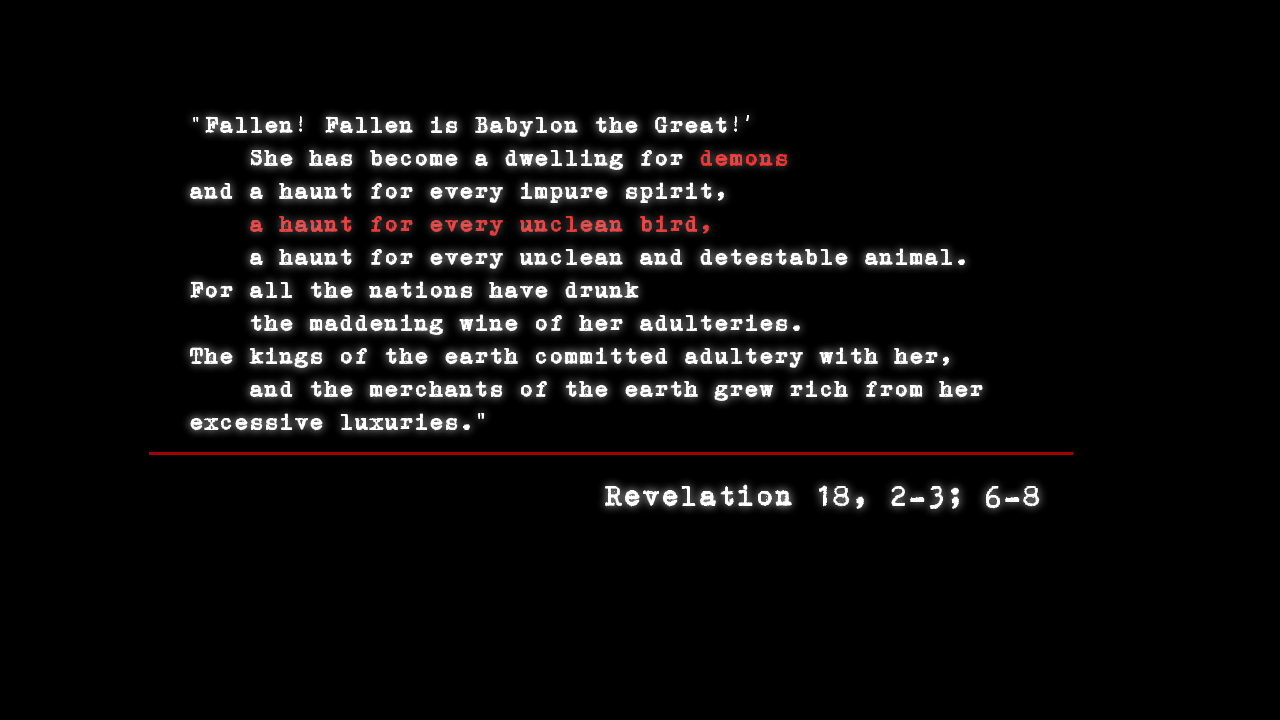 "Fallen! Fallen is Babylon the Great!'
She has become a dwelling for demons
and a haunt for every impure spirit,
a haunt for every unclean bird,
a haunt for every unclean and detestable animal.
For all the nations have drunk
the maddening wine of her adulteries.
The kings of the earth committed adultery with her,
and the merchants of the earth grew rich from her
excessive luxuries."
Revelation 18, 2-3; 6-8